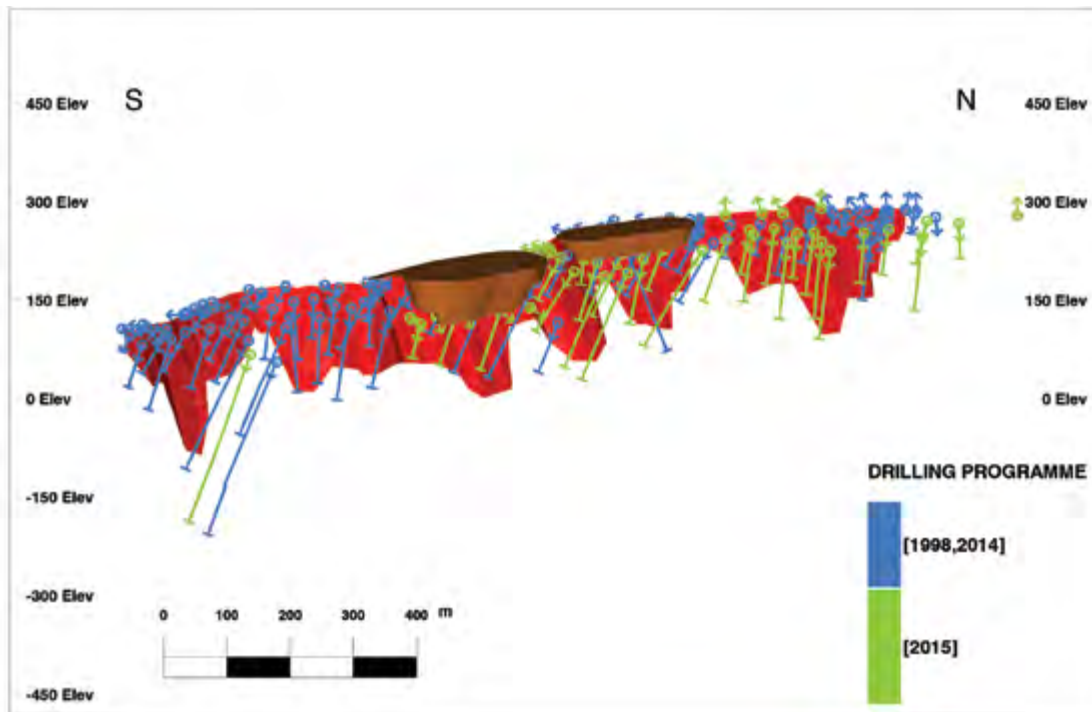 S
N
450 Elev
450 Elev
300 Elev
300 Elev
150 Elev
150 Elev
0 Elev
0 Elev
-150 Elev
-300 Elev
-450 Elev
DRILLING PROGRAMME
[1998,2014]
[2015]
0 100 200 300 400 m